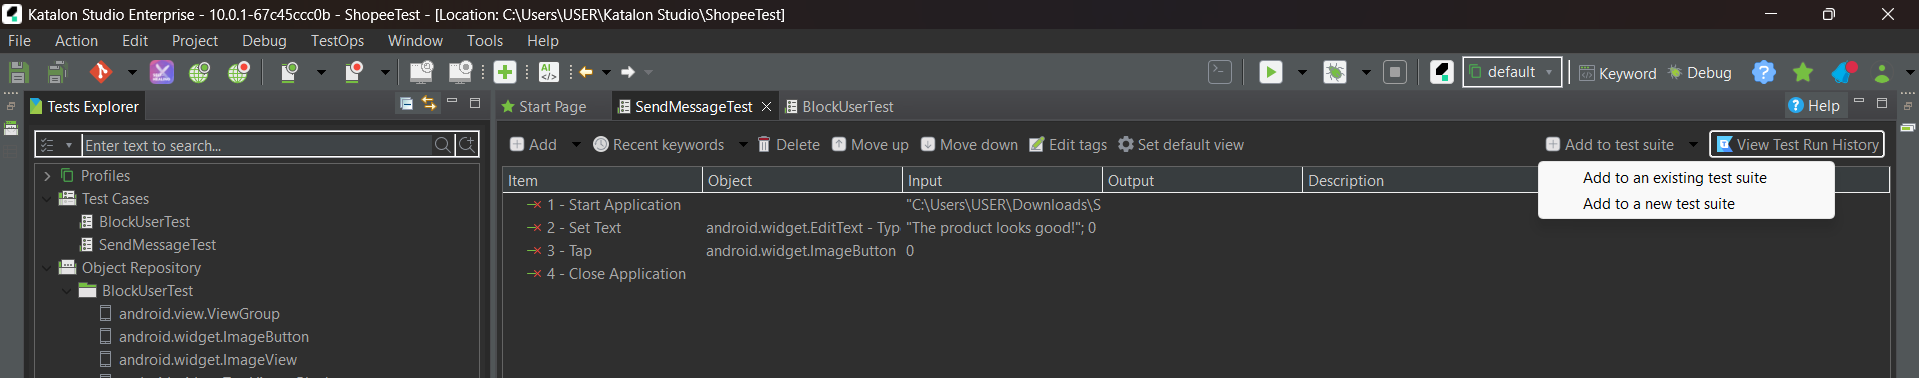 Katalon Studio Enterprise - 10.0.1-67c45ccc0b - ShopeeTest - [Location: C:\Users\USER\Katalon Studio\ShopeeTest]
File Action Edit Project Debug TestOps Window Tools Help
default Keyword Debug
Tests Explorer Start Page SendMessageTest BlockUserTest Help
Enter text to search... Add Recent keywords Delete Move up Move down Edit tags Set default view Add to test suite View Test Run History
Profiles Item Object Input Output Description Add to an existing test suite
Test Cases 1 - Start Application "C:\Users\USER\Downloads\S Add to a new test suite
BlockUserTest 2 - Set Text android.widget.EditText - Typ "The product looks good!"; 0
SendMessageTest 3 - Tap android.widget.ImageButton 0
Object Repository 4 - Close Application
BlockUserTest
android.view.ViewGroup
android.widget.ImageButton
android.widget.ImageView